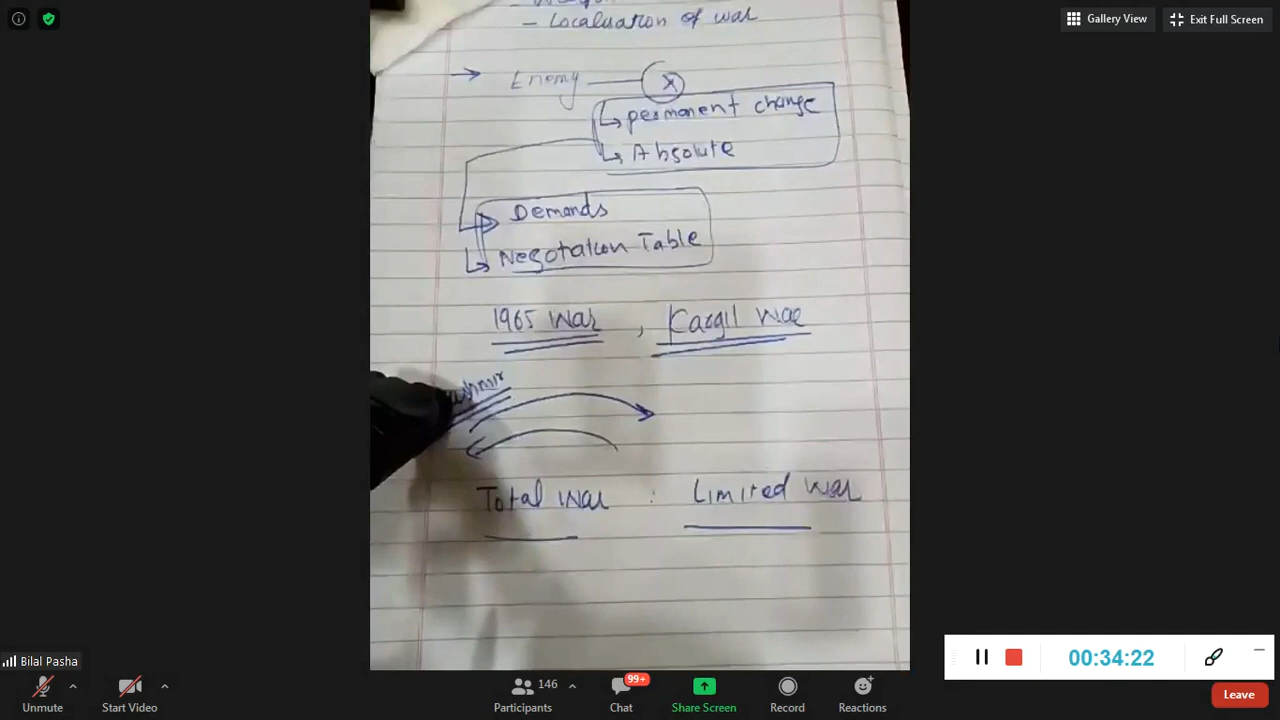 - Localuation of war
Gallery View
Exit Full Screen
→ Enemy — X
↳ permanent change
↳ Absolute
Demands
↳ Negotation Table
1965 War , Kargil War
Total War : Limited War
Bilal Pasha
00:34:22
Unmute
Start Video
146
Participants
99+
Chat
Share Screen
Record
Reactions
Leave